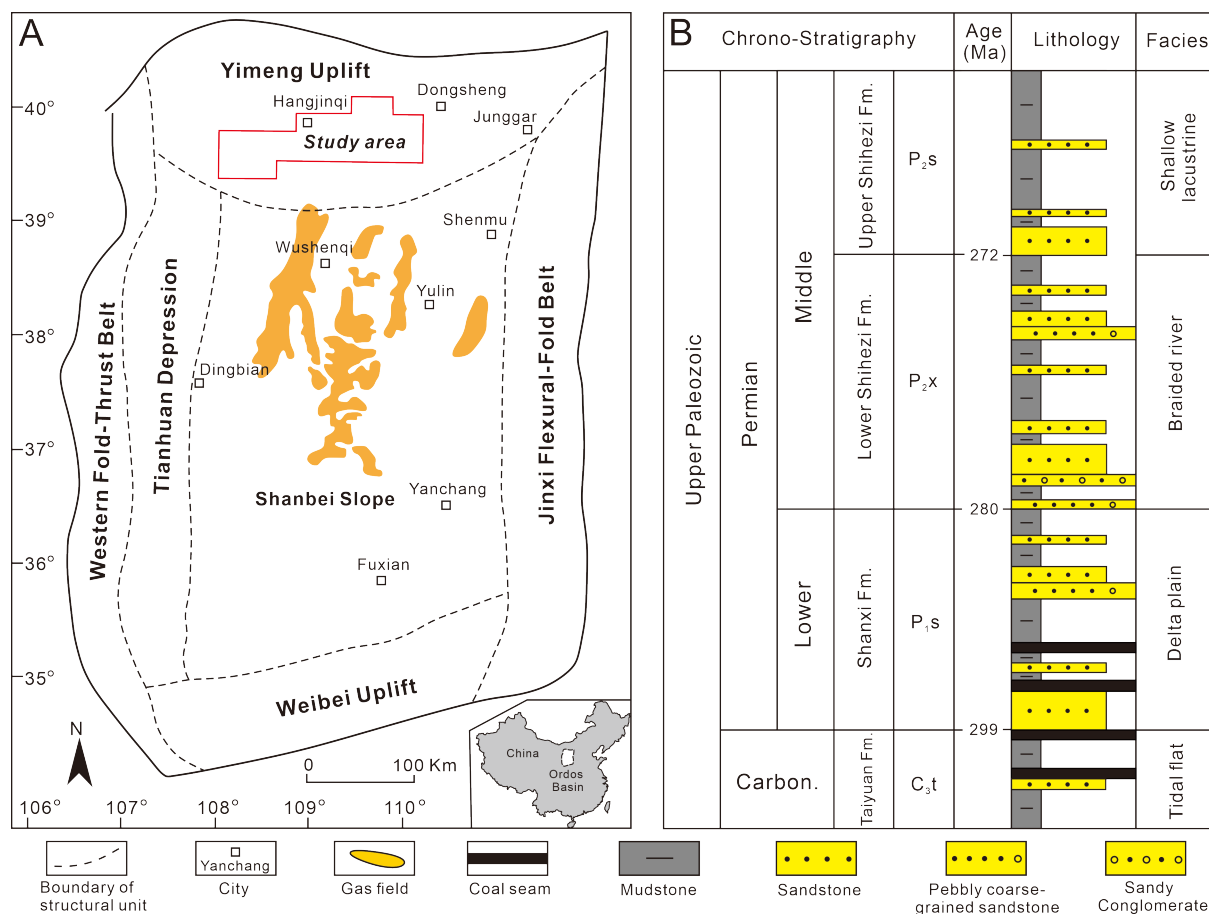 A
Yimeng Uplift
Hangjinqi
Dongsheng
Junggar
Study area
Shenmu
Wushenqi
Yulin
Dingbian
Western Fold-Thrust Belt
Tianhuan Depression
Jinxi Flexural-Fold Belt
Shanbei Slope
Yanchang
Fuxian
Weibei Uplift
40°
39°
38°
37°
36°
35°
N
0 100 Km
China
Ordos
Basin
106° 107° 108° 109° 110°
B
Chrono-Stratigraphy
Age
(Ma)
Lithology
Facies
Upper Paleozoic
Permian
Carbon.
Middle
Lower
Upper Shihezi Fm.
P₂s
Shallow
lacustrine
272
Lower Shihezi Fm.
P₂x
Braided river
280
Shanxi Fm.
P₁s
Delta plain
299
Taiyuan Fm.
C₃t
Tidal flat
Yanchang
Boundary of
structural unit
City
Gas field
Coal seam
Mudstone
Sandstone
Pebbly coarse-
grained sandstone
Sandy
Conglomerate